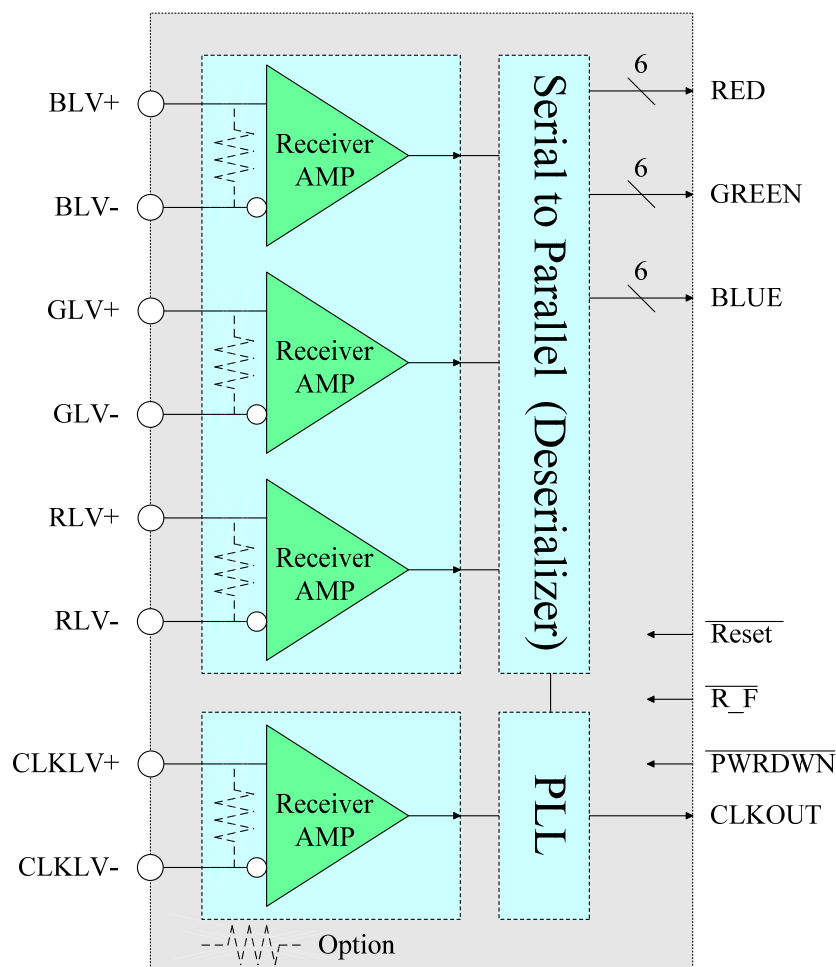 BLV+
BLV-
GLV+
GLV-
RLV+
RLV-
CLKLV+
CLKLV-
Receiver
AMP
Receiver
AMP
Receiver
AMP
Receiver
AMP
Serial to Parallel (Deserializer)
PLL
6
RED
6
GREEN
6
BLUE
Reset
R_F
PWRDWN
CLKOUT
Option